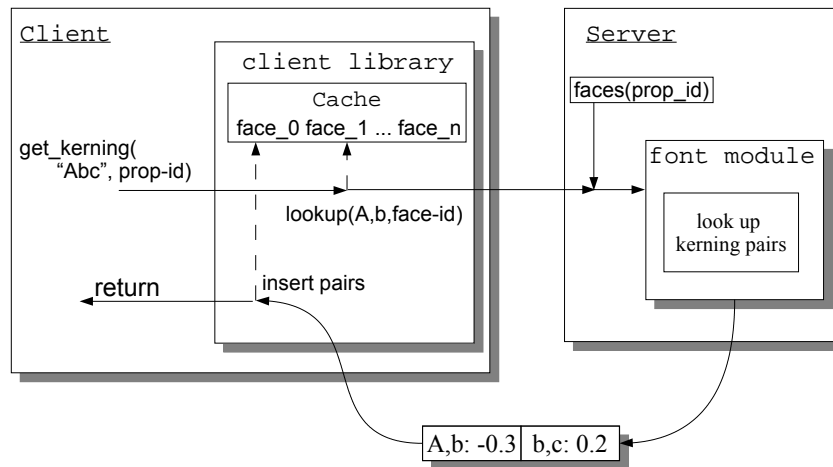 Client
client library
Cache
face_0 face_1 ... face_n
get_kerning(
“Abc”, prop-id)
lookup(A,b,face-id)
return
insert pairs
Server
faces(prop_id)
font module
look up
kerning pairs
A,b: -0.3
b,c: 0.2